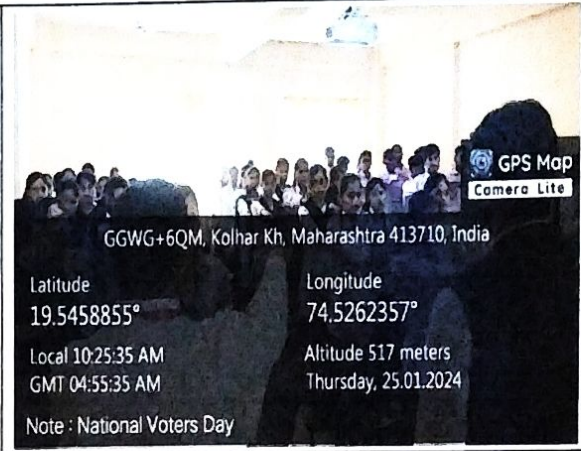 GPS Map
Camera Lite
GGWG+6QM, Kolhar Kh, Maharashtra 413710, India
Latitude
19.5458855°
Longitude
74.5262357°
Local 10:25:35 AM
GMT 04:55:35 AM
Altitude 517 meters
Thursday, 25.01.2024
Note : National Voters Day